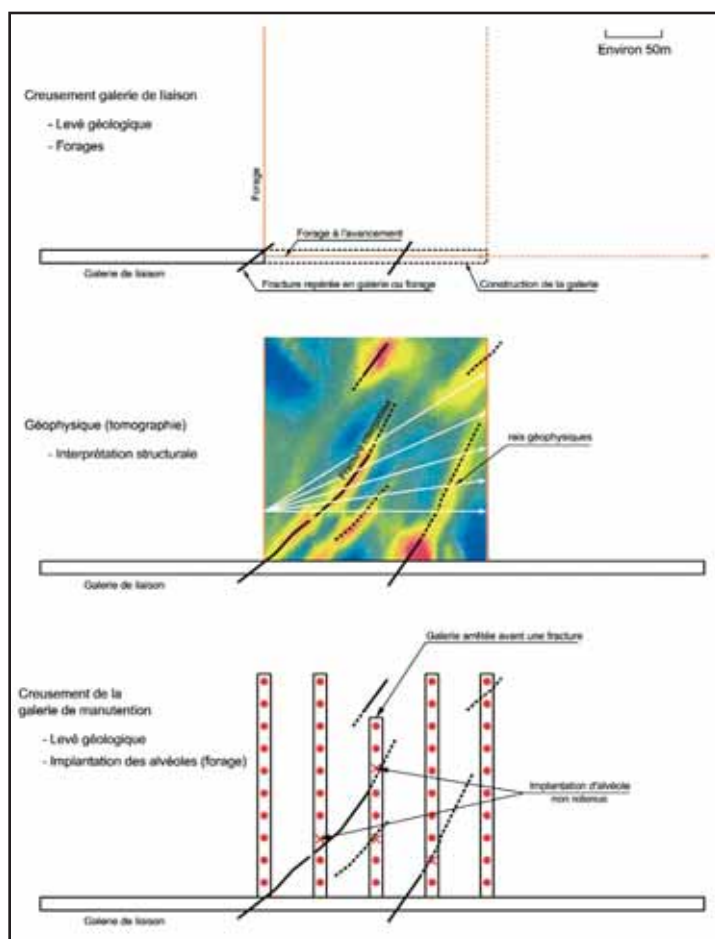 Environ 50m
Creusement galerie de liaison
- Levé géologique
- Forages
Forage
Forage à l'avancement
Galerie de liaison
Fracture repérée en galerie ou forage
Construction de la galerie
Géophysique (tomographie)
- Interprétation structurale
rais géophysiques
Galerie de liaison
Galerie arrêtée avant une fracture
Creusement de la
galerie de manutention
- Levé géologique
- Implantation des alvéoles (forage)
Implantation d'alvéole
non retenue
Galerie de liaison